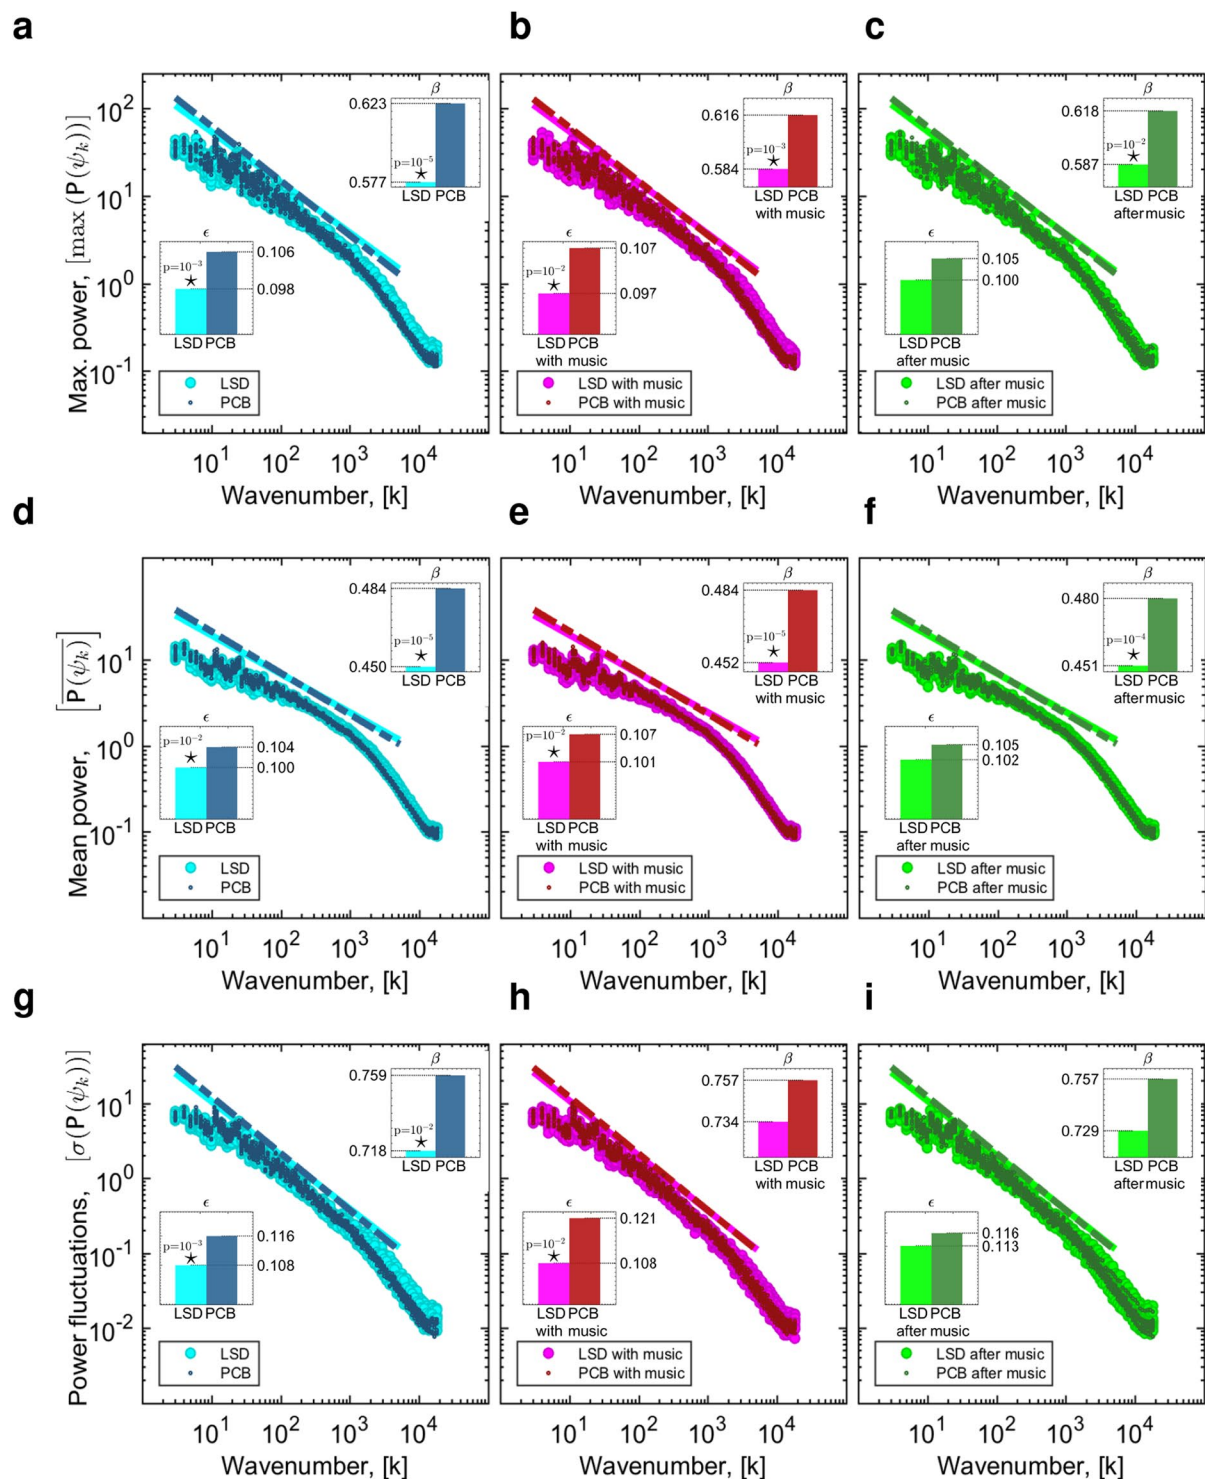 a
b
c
Max. power, [max (P(ψk))]
10^2
10^1
10^0
10^-1
β
0.623
p=10^-5
★
0.577
LSD PCB
ϵ
p=10^-3
★
0.106
0.098
LSD PCB
LSD
PCB
10^1 10^2 10^3 10^4
Wavenumber, [k]
β
0.616
p=10^-3
★
0.584
LSD PCB
with music
ϵ
p=10^-2
★
0.107
0.097
LSD PCB
with music
LSD with music
PCB with music
10^1 10^2 10^3 10^4
Wavenumber, [k]
β
0.618
p=10^-2
★
0.587
LSD PCB
after music
ϵ
0.105
0.100
LSD PCB
after music
LSD after music
PCB after music
10^1 10^2 10^3 10^4
Wavenumber, [k]
d
e
f
Mean power, [P(ψk)]
10^1
10^0
10^-1
β
0.484
p=10^-5
★
0.450
LSD PCB
ϵ
p=10^-2
★
0.104
0.100
LSD PCB
LSD
PCB
10^1 10^2 10^3 10^4
Wavenumber, [k]
β
0.484
p=10^-5
★
0.452
LSD PCB
with music
ϵ
p=10^-2
★
0.107
0.101
LSD PCB
with music
LSD with music
PCB with music
10^1 10^2 10^3 10^4
Wavenumber, [k]
β
0.480
p=10^-4
★
0.451
LSD PCB
after music
ϵ
0.105
0.102
LSD PCB
after music
LSD after music
PCB after music
10^1 10^2 10^3 10^4
Wavenumber, [k]
g
h
i
Power fluctuations, [σ(P(ψk))]
10^1
10^0
10^-1
10^-2
β
0.759
p=10^-2
★
0.718
LSD PCB
ϵ
p=10^-3
★
0.116
0.108
LSD PCB
LSD
PCB
10^1 10^2 10^3 10^4
Wavenumber, [k]
β
0.757
0.734
LSD PCB
with music
ϵ
p=10^-2
★
0.121
0.108
LSD PCB
with music
LSD with music
PCB with music
10^1 10^2 10^3 10^4
Wavenumber, [k]
β
0.757
0.729
LSD PCB
after music
ϵ
0.116
0.113
LSD PCB
after music
LSD after music
PCB after music
10^1 10^2 10^3 10^4
Wavenumber, [k]